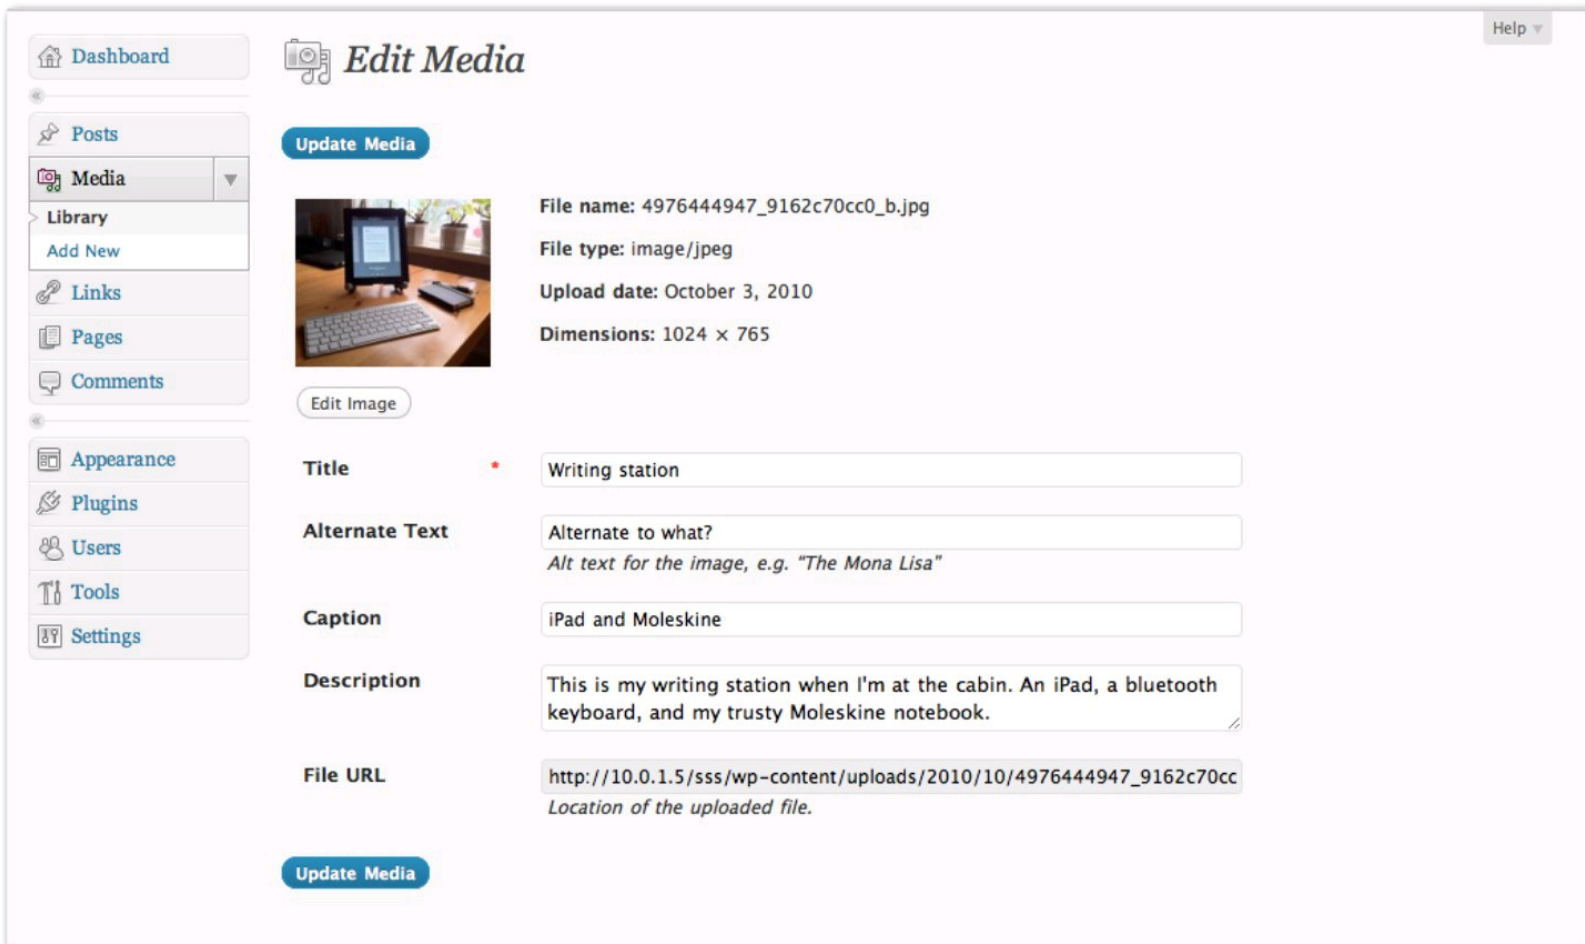 Help
Dashboard
Posts
Media
Library
Add New
Links
Pages
Comments
Appearance
Plugins
Users
Tools
Settings
Edit Media
Update Media
File name: 4976444947_9162c70cc0_b.jpg
File type: image/jpeg
Upload date: October 3, 2010
Dimensions: 1024 × 765
Edit Image
Title *
Writing station
Alternate Text
Alternate to what?
Alt text for the image, e.g. “The Mona Lisa”
Caption
iPad and Moleskine
Description
This is my writing station when I'm at the cabin. An iPad, a bluetooth
keyboard, and my trusty Moleskine notebook.
File URL
http://10.0.1.5/sss/wp-content/uploads/2010/10/4976444947_9162c70cc
Location of the uploaded file.
Update Media